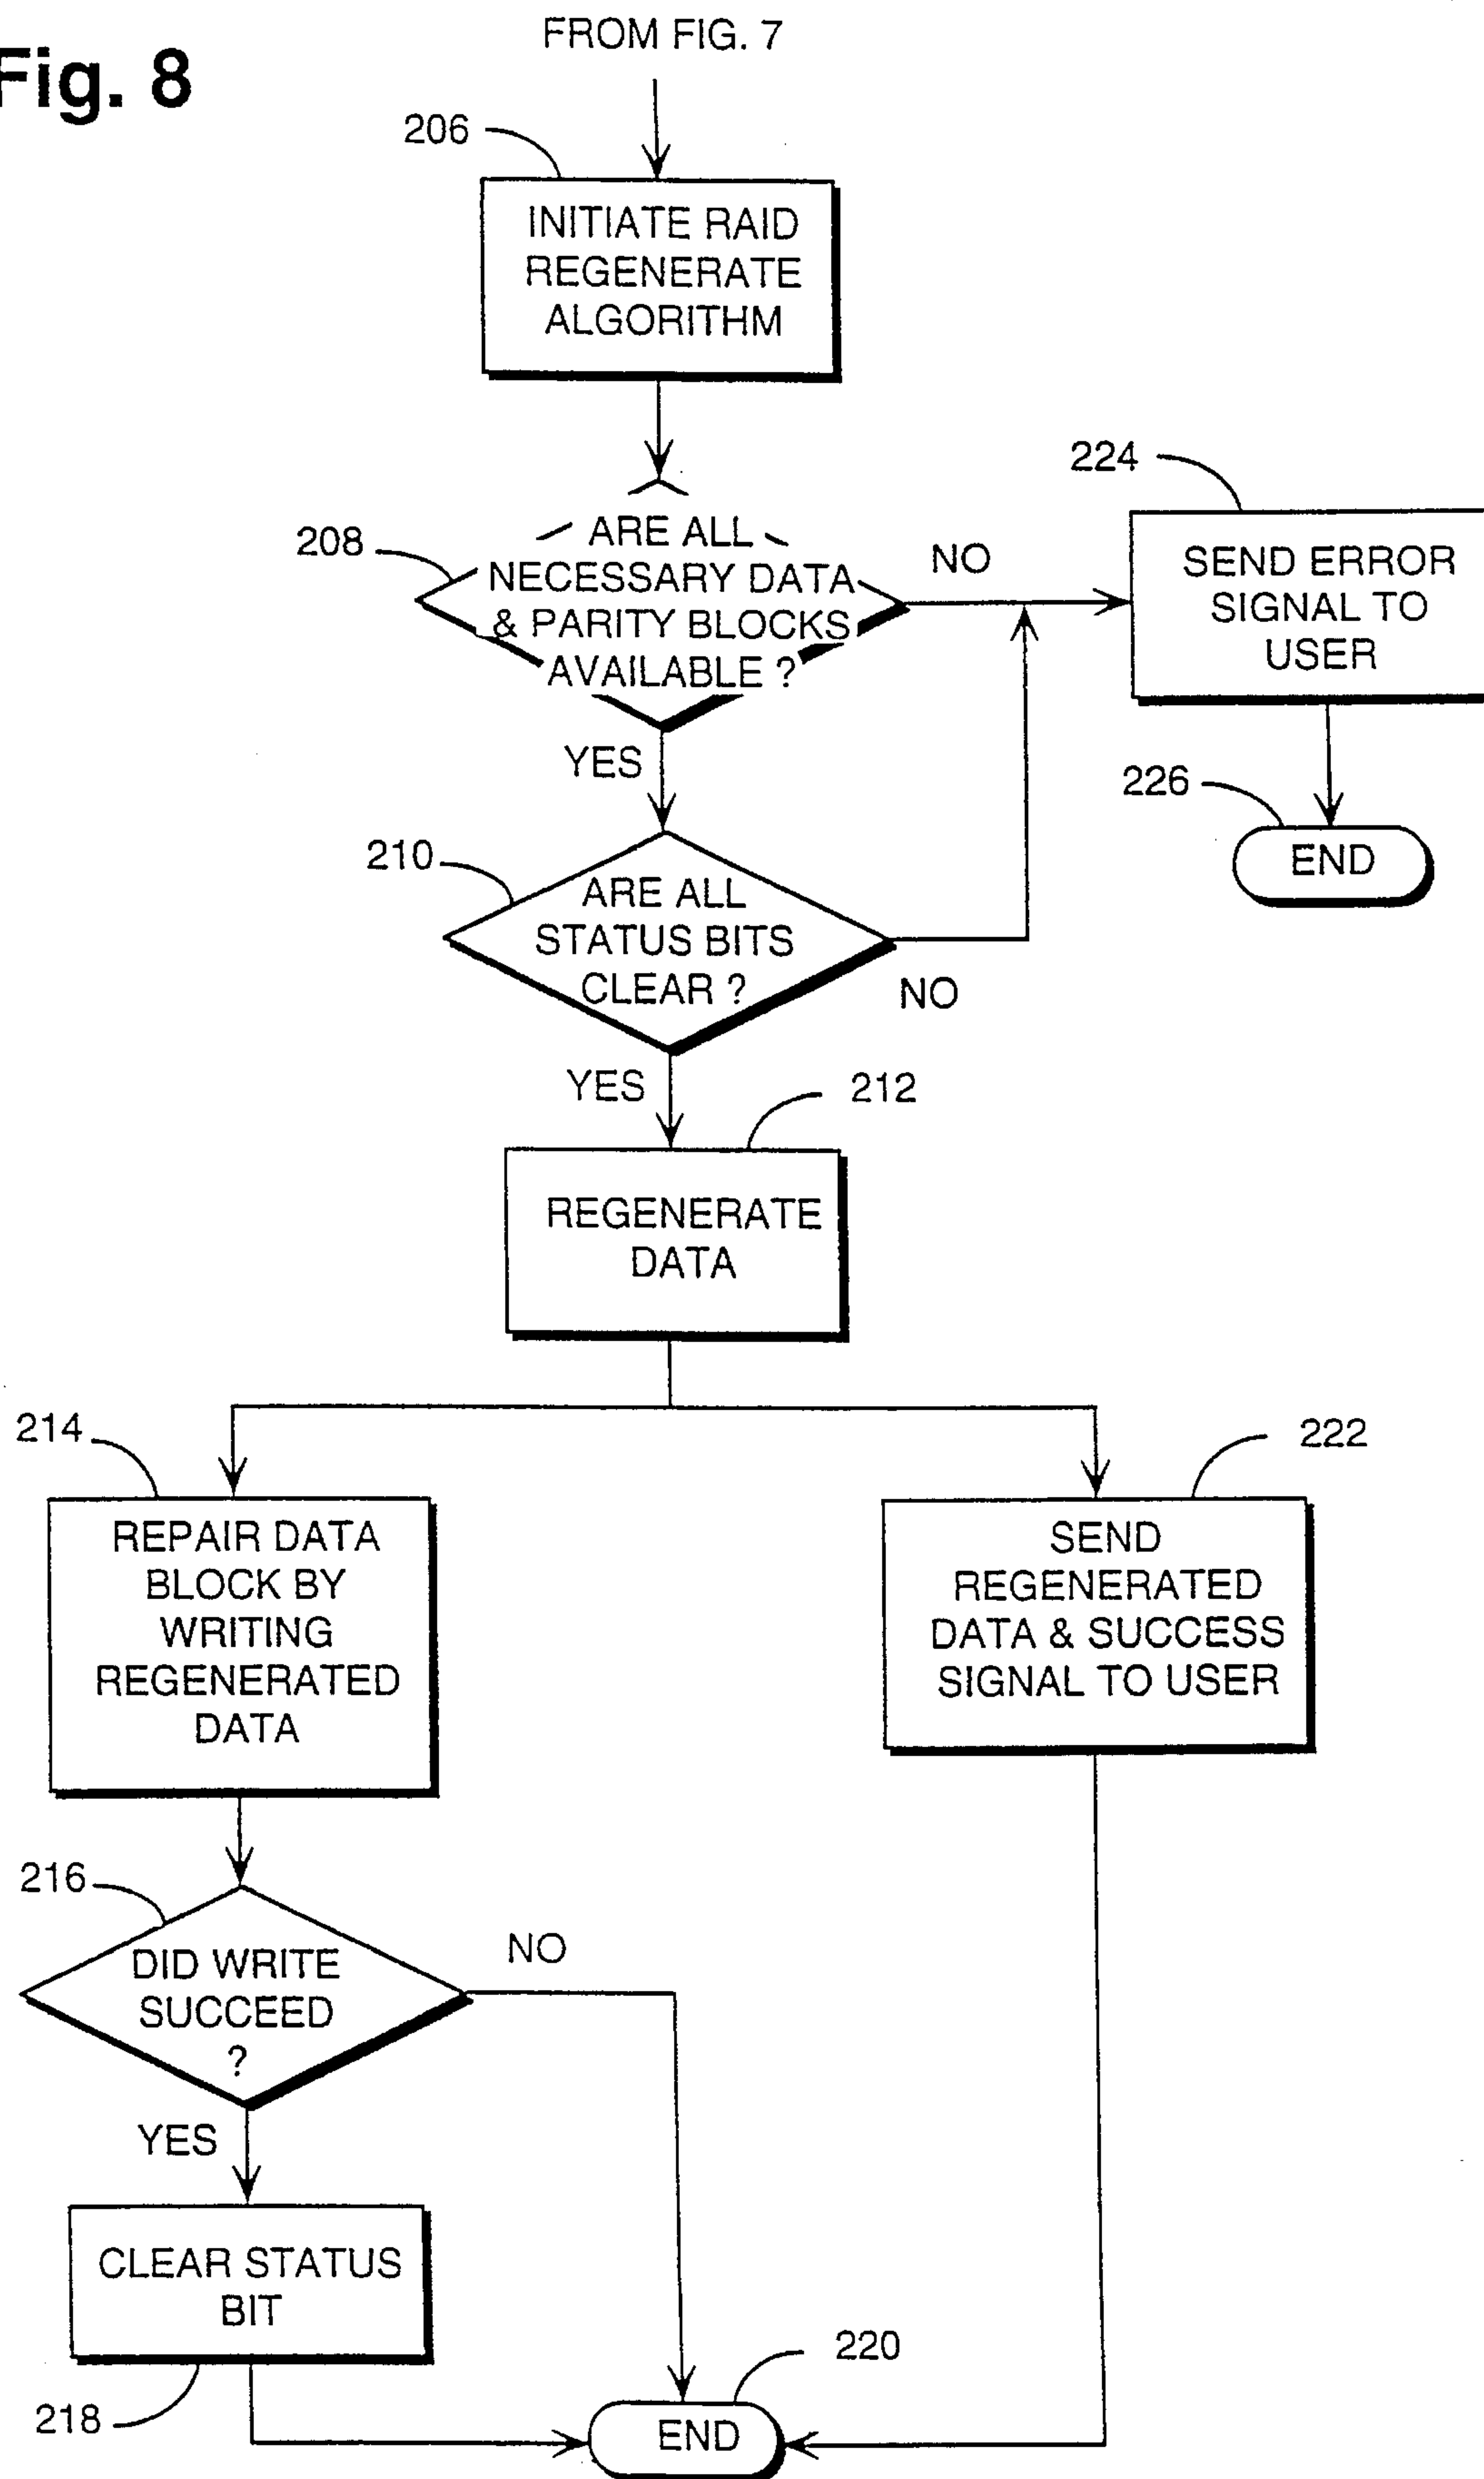 Fig. 8
FROM FIG. 7
206
INITIATE RAID
REGENERATE
ALGORITHM
208
ARE ALL
NECESSARY DATA
& PARITY BLOCKS
AVAILABLE ?
NO
224
SEND ERROR
SIGNAL TO
USER
YES
226
END
210
ARE ALL
STATUS BITS
CLEAR ?
NO
YES
212
REGENERATE
DATA
214
222
REPAIR DATA
BLOCK BY
WRITING
REGENERATED
DATA
SEND
REGENERATED
DATA & SUCCESS
SIGNAL TO USER
216
DID WRITE
SUCCEED
?
NO
YES
CLEAR STATUS
BIT
218
220
END